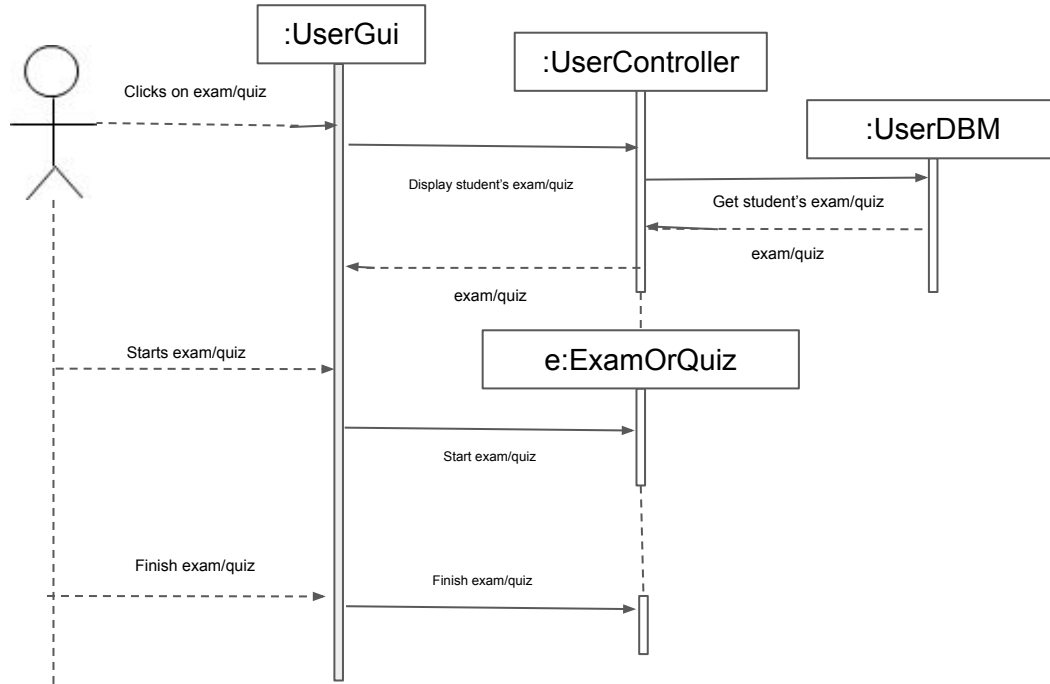 :UserGui
:UserController
Clicks on exam/quiz
:UserDBM
Display student's exam/quiz
Get student's exam/quiz
exam/quiz
exam/quiz
Starts exam/quiz
e:ExamOrQuiz
Start exam/quiz
Finish exam/quiz
Finish exam/quiz